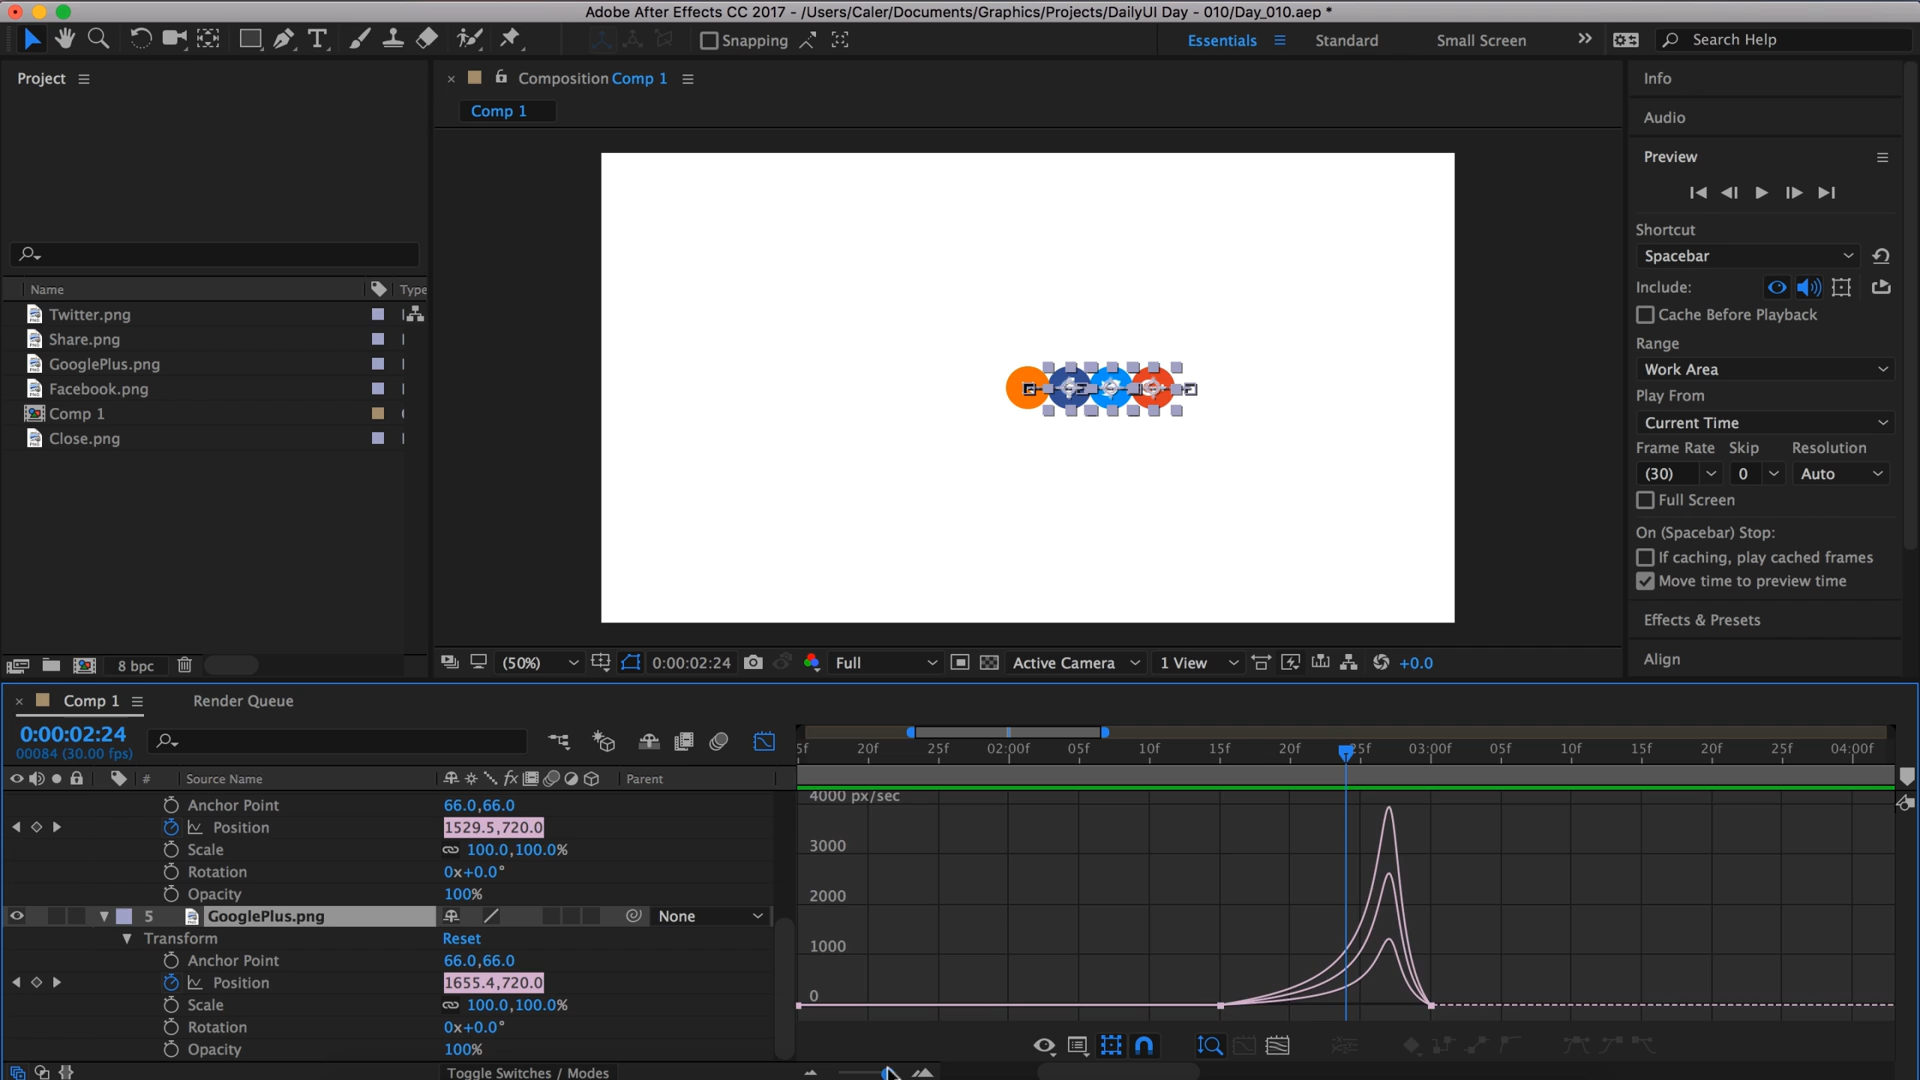 Adobe After Effects CC 2017 - /Users/Caler/Documents/Graphics/Projects/DailyUI Day - 010/Day_010.aep *
Snapping
Essentials
Standard
Small Screen
Search Help
Project
Composition Comp 1
Comp 1
Name
Type
Twitter.png
Share.png
GooglePlus.png
Facebook.png
Comp 1
Close.png
8 bpc
(50%)
0:00:02:24
Full
Active Camera
1 View
+0.0
Info
Audio
Preview
Shortcut
Spacebar
Include:
Cache Before Playback
Range
Work Area
Play From
Current Time
Frame Rate Skip Resolution
(30) 0 Auto
Full Screen
On (Spacebar) Stop:
If caching, play cached frames
Move time to preview time
Effects & Presets
Align
Comp 1
Render Queue
0:00:02:24
00084 (30.00 fps)
5f 20f 25f 02:00f 05f 10f 15f 20f 25f 03:00f 05f 10f 15f 20f 25f 04:00f
# Source Name Parent
Anchor Point 66.0,66.0
Position 1529.5,720.0
Scale 100.0,100.0%
Rotation 0x+0.0°
Opacity 100%
5 GooglePlus.png None
Transform Reset
Anchor Point 66.0,66.0
Position 1655.4,720.0
Scale 100.0,100.0%
Rotation 0x+0.0°
Opacity 100%
4000 px/sec
3000
2000
1000
0
Toggle Switches / Modes